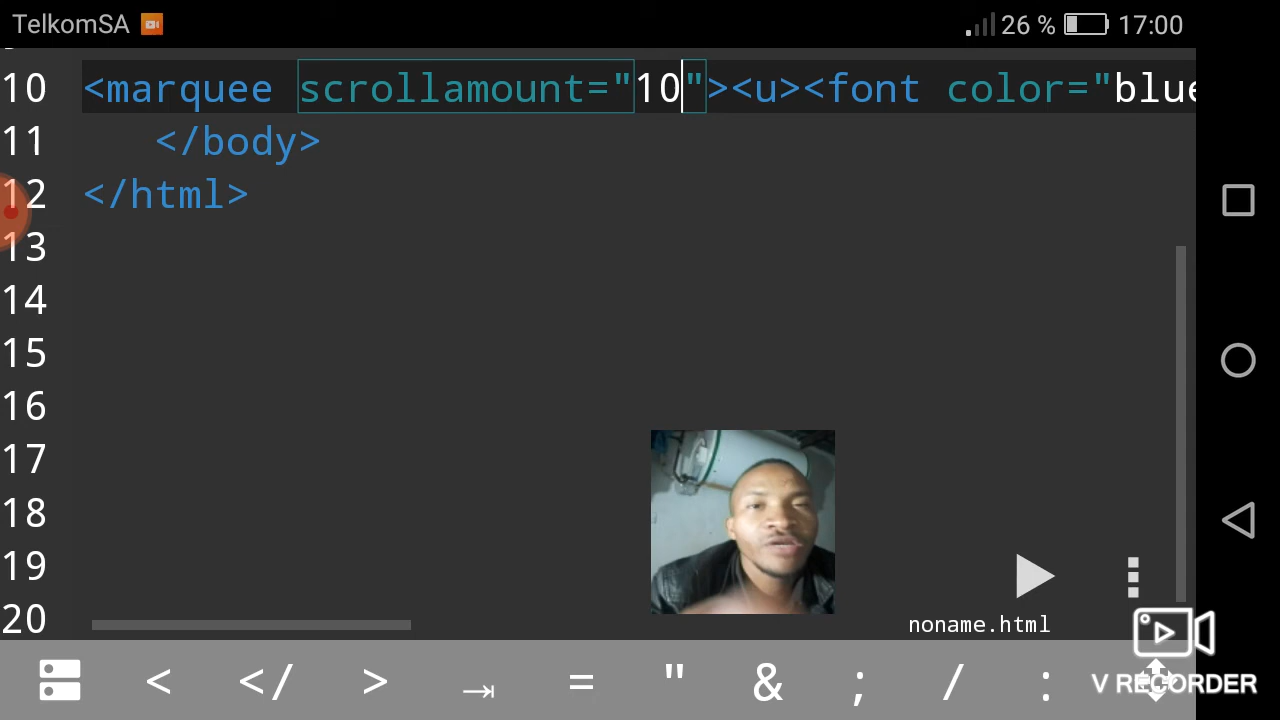 TelkomSA 26 % 17:00
10 <marquee scrollamount="10"><u><font color="blue
11 </body>
12 </html>
13
14
15
16
17
18
19
20
noname.html
< </ > = " & ; / :
V RECORDER